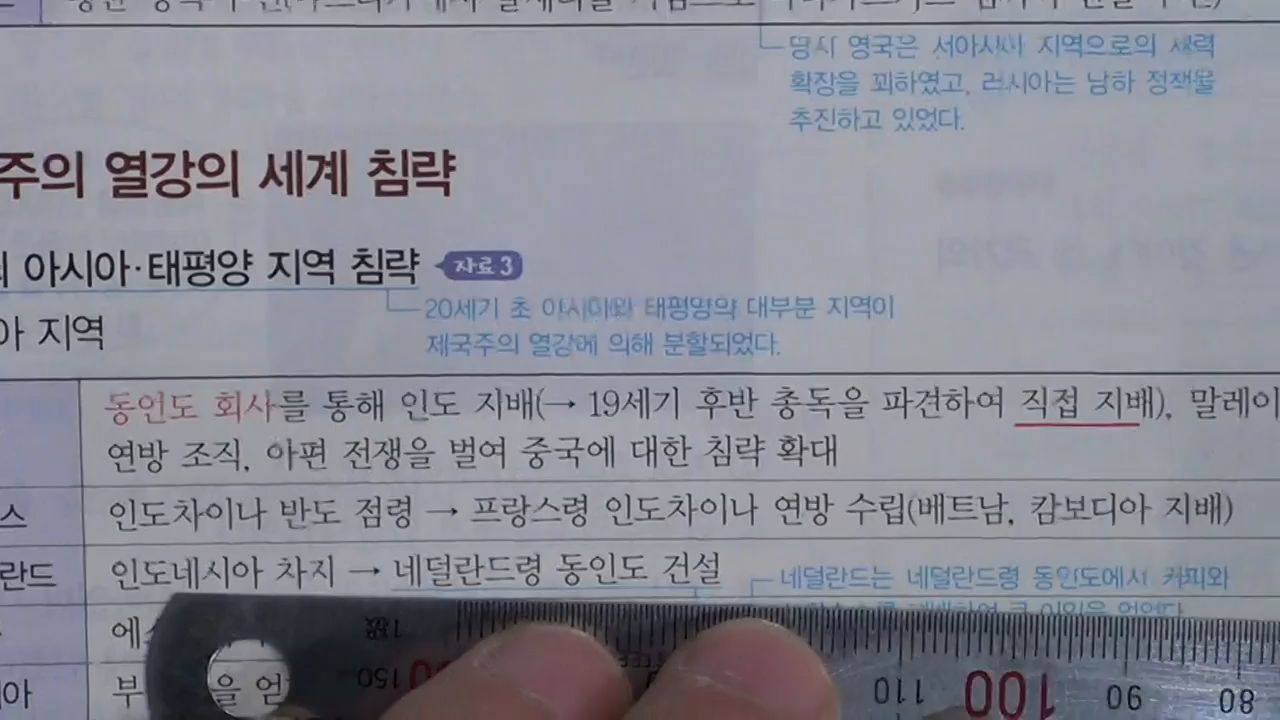 당시 영국은 서아시아 지역으로의 세력
확장을 꾀하였고, 러시아는 남하 정책을
추진하고 있었다.
주의 열강의 세계 침략
아시아·태평양 지역 침략 자료 3
20세기 초 아시아와 태평양의 대부분 지역이
제국주의 열강에 의해 분할되었다.
아 지역
동인도 회사를 통해 인도 지배(→ 19세기 후반 총독을 파견하여 직접 지배), 말레이
연방 조직, 아편 전쟁을 벌여 중국에 대한 침략 확대
스 인도차이나 반도 점령 → 프랑스령 인도차이나 연방 수립(베트남, 캄보디아 지배)
란드 인도네시아 차지 → 네덜란드령 동인도 건설
네덜란드는 네덜란드령 동인도에서 커피와
에
아 부 을 얻
150 110 100 90 80